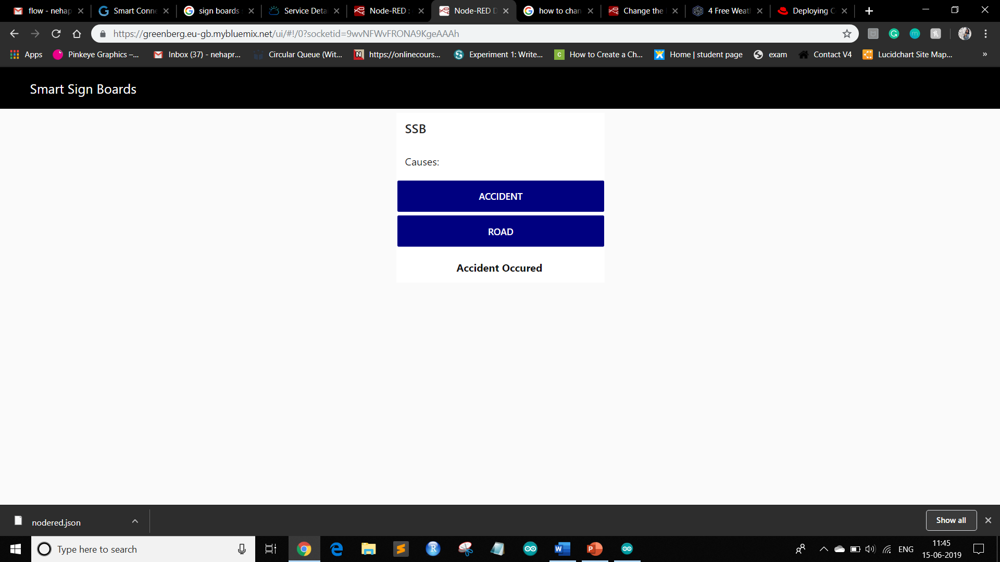 flow - nehap
Smart Conne
sign boards
Service Deta
Node-RED :
Node-RED D
how to chan
Change the
4 Free Weat
Deploying C
https://greenberg.eu-gb.mybluemix.net/ui/#!/0?socketid=9wvNFWvFRONA9KgeAAAh
Apps
Pinkeye Graphics –...
Inbox (37) - nehapr...
Circular Queue (Wit...
https://onlinecours...
Experiment 1: Write...
How to Create a Ch...
Home | student page
exam
Contact V4
Lucidchart Site Map...
»
Smart Sign Boards
SSB
Causes:
ACCIDENT
ROAD
Accident Occured
nodered.json
Show all
Type here to search
ENG
11:45
15-06-2019